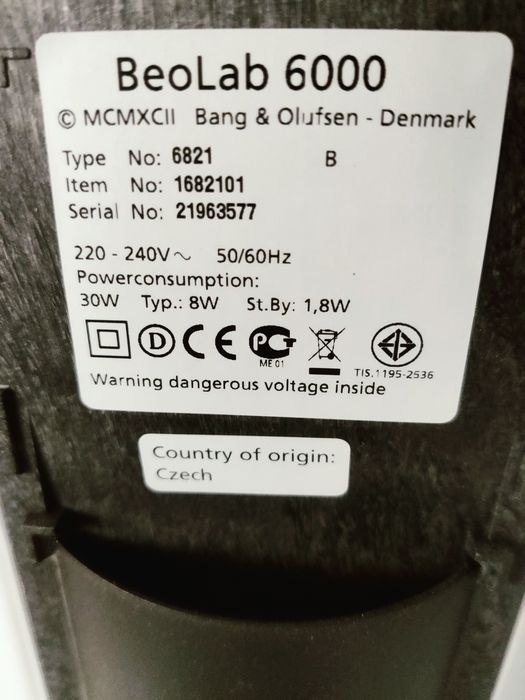 BeoLab 6000
© MCMXCII Bang & Olufsen - Denmark
Type No: 6821 B
Item No: 1682101
Serial No: 21963577
220 - 240V~ 50/60Hz
Powerconsumption:
30W Typ.: 8W St.By: 1,8W
D CE PCT
ME 01
TIS.1195-2536
Warning dangerous voltage inside
Country of origin:
Czech